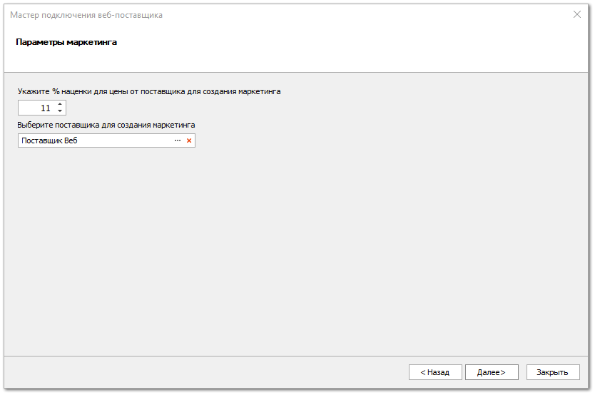 Мастер подключения веб-поставщика
Параметры маркетинга
Укажите % наценки для цены от поставщика для создания маркетинга
11
Выберите поставщика для создания маркетинга
Поставщик Веб
< Назад Далее > Закрыть